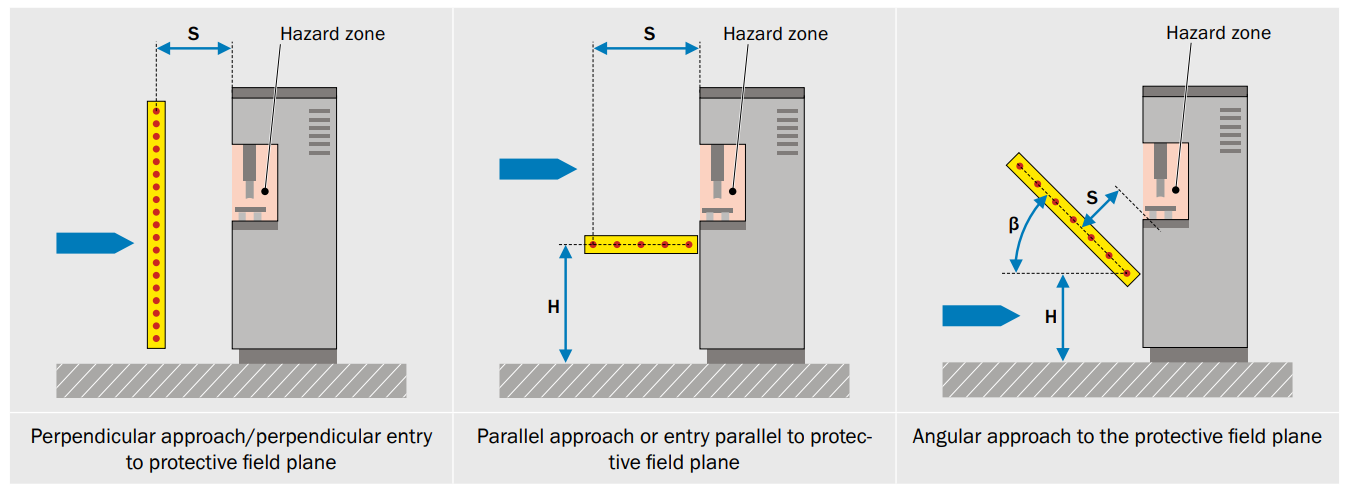 S
Hazard zone
Perpendicular approach/perpendicular entry
to protective field plane
S
Hazard zone
H
Parallel approach or entry parallel to protec-
tive field plane
Hazard zone
S
β
H
Angular approach to the protective field plane